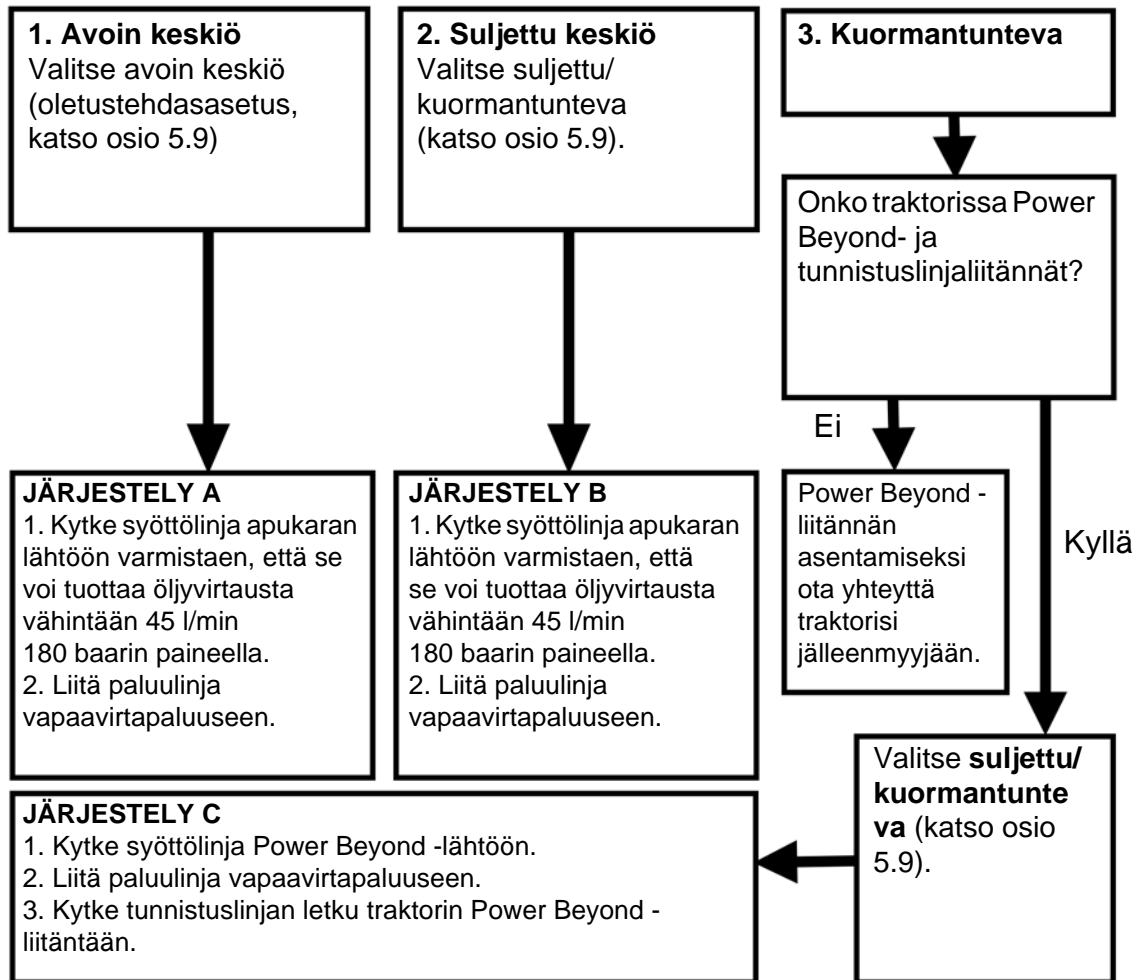 1. Avoin keskiö
Valitse avoin keskiö
(oletustehdasasetus,
katso osio 5.9)
2. Suljettu keskiö
Valitse suljettu/
kuormantunteva
(katso osio 5.9).
3. Kuormantunteva
Onko traktorissa Power
Beyond- ja
tunnistuslinjaliitännät?
Ei
Kyllä
JÄRJESTELY A
1. Kytke syöttölinja apukaran
lähtöön varmistaen, että se
voi tuottaa öljyvirtausta
vähintään 45 l/min
180 baarin paineella.
2. Liitä paluulinja
vapaavirtapaluuseen.
JÄRJESTELY B
1. Kytke syöttölinja apukaran
lähtöön varmistaen, että
se voi tuottaa öljyvirtausta
vähintään 45 l/min
180 baarin paineella.
2. Liitä paluulinja
vapaavirtapaluuseen.
Power Beyond -
liitännän
asentamiseksi
ota yhteyttä
traktorisi
jälleenmyyjään.
Valitse suljettu/
kuormantunte
va (katso osio
5.9).
JÄRJESTELY C
1. Kytke syöttölinja Power Beyond -lähtöön.
2. Liitä paluulinja vapaavirtapaluuseen.
3. Kytke tunnistuslinjan letku traktorin Power Beyond -
liitäntään.